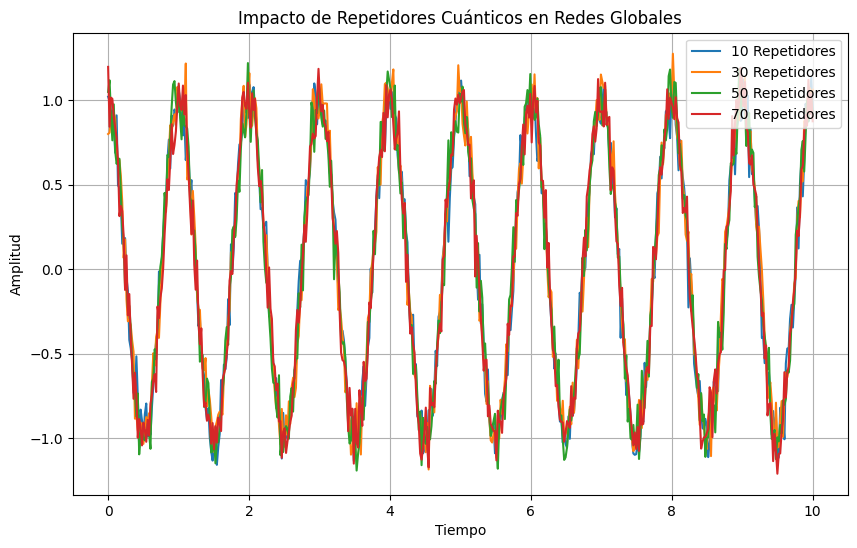 Impacto de Repetidores Cuánticos en Redes Globales
10 Repetidores
30 Repetidores
50 Repetidores
70 Repetidores
Amplitud
1.0
0.5
0.0
−0.5
−1.0
0 2 4 6 8 10
Tiempo